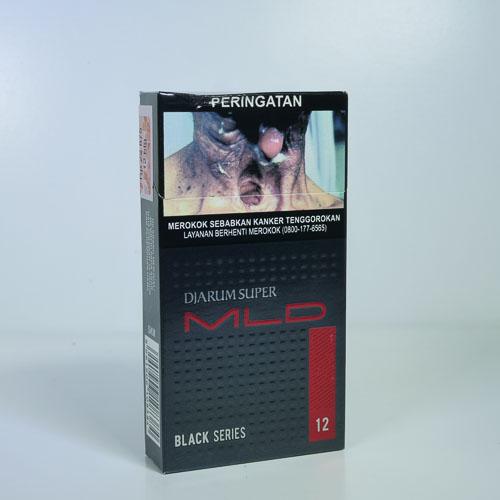 PERINGATAN
MEROKOK SEBABKAN KANKER TENGGOROKAN
LAYANAN BERHENTI MEROKOK (0800-177-6565)
DJARUM SUPER
MLD
12
BLACK SERIES